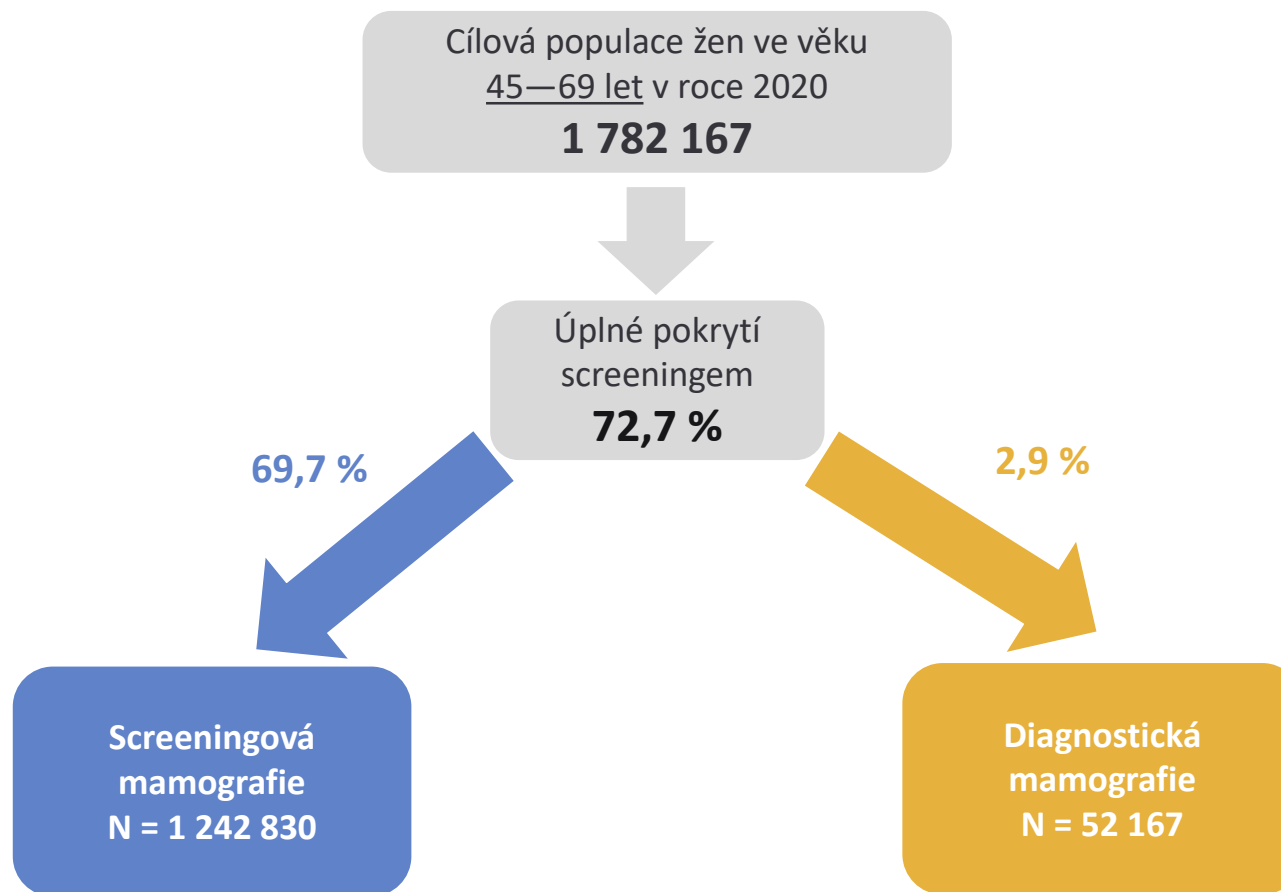 Cílová populace žen ve věku
45—69 let v roce 2020
1 782 167
Úplné pokrytí
screeningem
72,7 %
69,7 %
2,9 %
Screeningová
mamografie
N = 1 242 830
Diagnostická
mamografie
N = 52 167